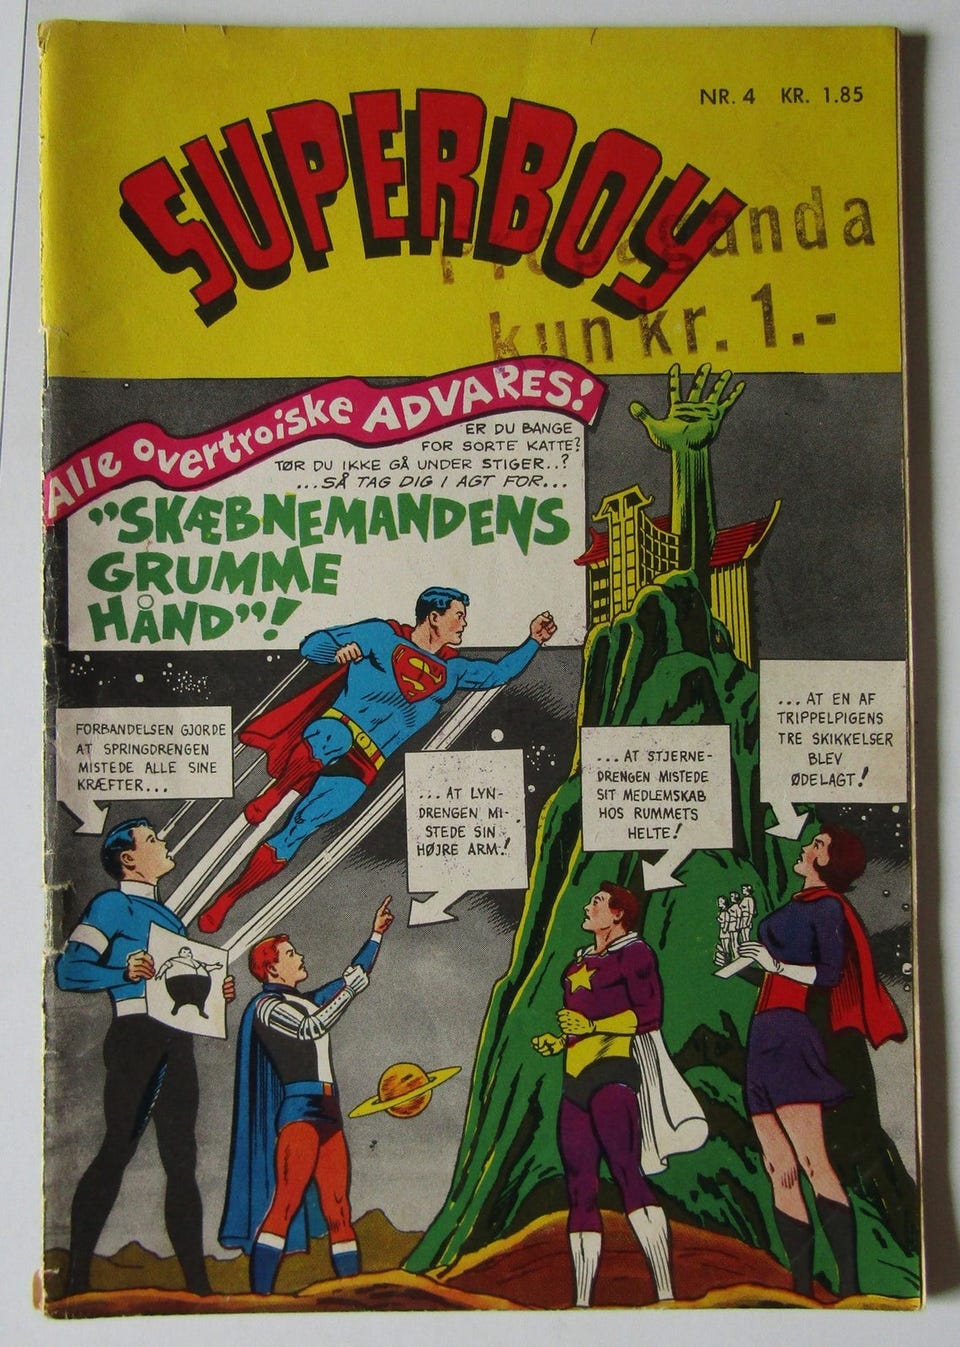 NR. 4 KR. 1.85
SUPERBOY
propaganda
kun kr. 1.-
Alle overtroiske ADVARES!
ER DU BANGE
FOR SORTE KATTE?
TØR DU IKKE GÅ UNDER STIGER..?
...SÅ TAG DIG I AGT FOR...
"SKÆBNEMANDENS
GRUMME
HÅND"!
S
FORBANDELSEN GJORDE
AT SPRINGDRENGEN
MISTEDE ALLE SINE
KRÆFTER...
...AT LYN-
DRENGEN MI-
STEDE SIN
HØJRE ARM!
...AT STJERNE-
DRENGEN MISTEDE
SIT MEDLEMSKAB
HOS RUMMETS
HELTE!
...AT EN AF
TRIPPELPIGENS
TRE SKIKKELSER
BLEV
ØDELAGT!